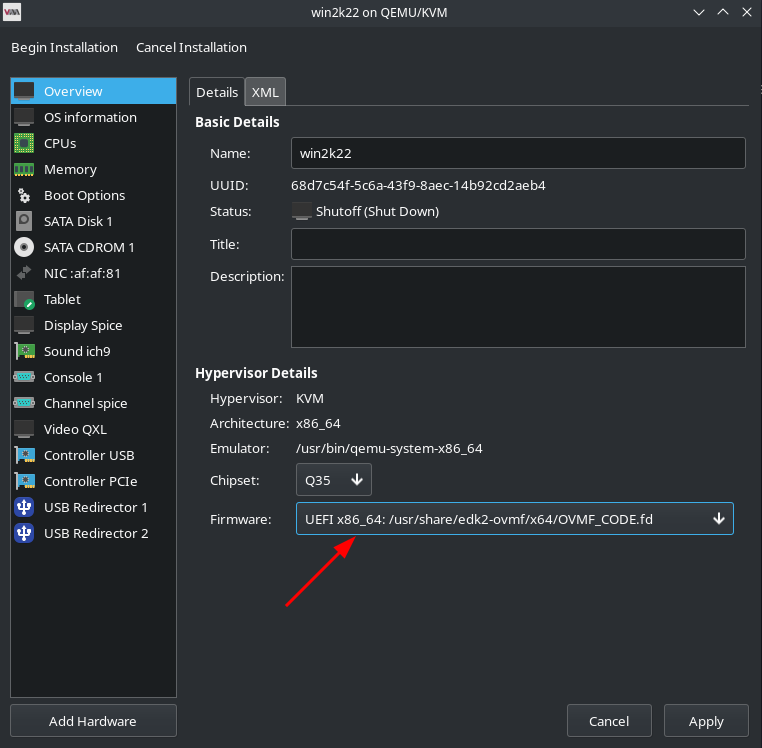 win2k22 on QEMU/KVM
Begin Installation Cancel Installation
Overview
OS information
CPUs
Memory
Boot Options
SATA Disk 1
SATA CDROM 1
NIC :af:af:81
Tablet
Display Spice
Sound ich9
Console 1
Channel spice
Video QXL
Controller USB
Controller PCIe
USB Redirector 1
USB Redirector 2
Add Hardware
Details XML
Basic Details
Name: win2k22
UUID: 68d7c54f-5c6a-43f9-8aec-14b92cd2aeb4
Status: Shutoff (Shut Down)
Title:
Description:
Hypervisor Details
Hypervisor: KVM
Architecture: x86_64
Emulator: /usr/bin/qemu-system-x86_64
Chipset: Q35
Firmware: UEFI x86_64: /usr/share/edk2-ovmf/x64/OVMF_CODE.fd
Cancel Apply